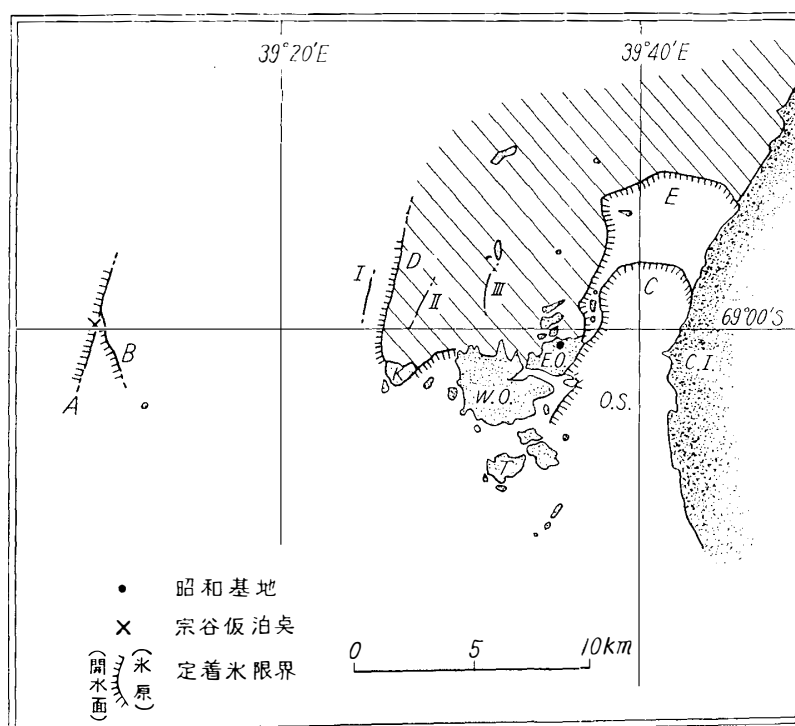 39°20'E
39°40'E
E
I
D
II
III
C
69°00'S
B
K
E.O.
C.I.
A
W.O.
O.S.
T
昭和基地
宗谷仮泊点
(開水面)
(氷原)
定着氷限界
0 5 10km